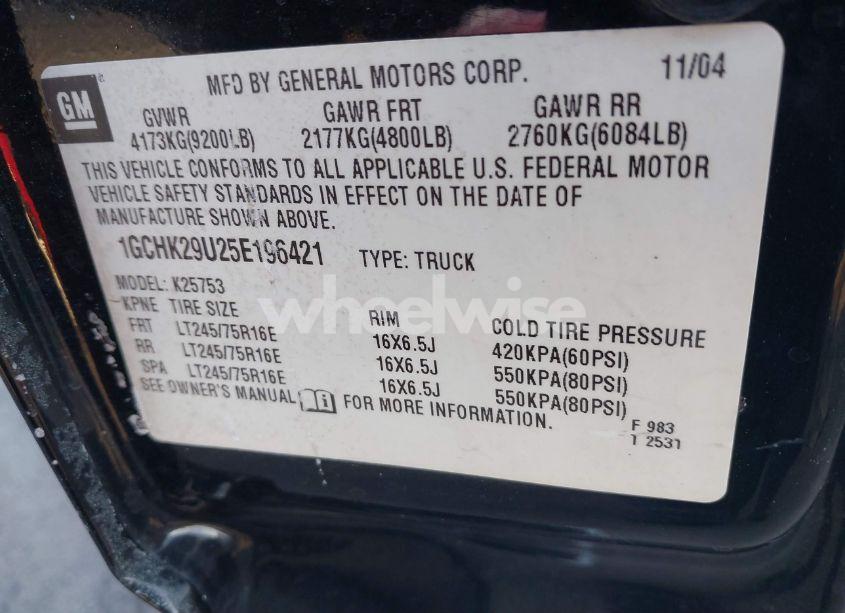 GM
MFD BY GENERAL MOTORS CORP. 11/04
GVWR GAWR FRT GAWR RR
4173KG(9200LB) 2177KG(4800LB) 2760KG(6084LB)
THIS VEHICLE CONFORMS TO ALL APPLICABLE U.S. FEDERAL MOTOR
VEHICLE SAFETY STANDARDS IN EFFECT ON THE DATE OF
MANUFACTURE SHOWN ABOVE.
1GCHK29U25E196421 TYPE: TRUCK
MODEL: K25753
KPNE TIRE SIZE RIM COLD TIRE PRESSURE
FRT LT245/75R16E 16X6.5J 420KPA(60PSI)
RR LT245/75R16E 16X6.5J 550KPA(80PSI)
SPA LT245/75R16E 16X6.5J 550KPA(80PSI)
SEE OWNER'S MANUAL FOR MORE INFORMATION.
F 983
T 2531
wheelwise